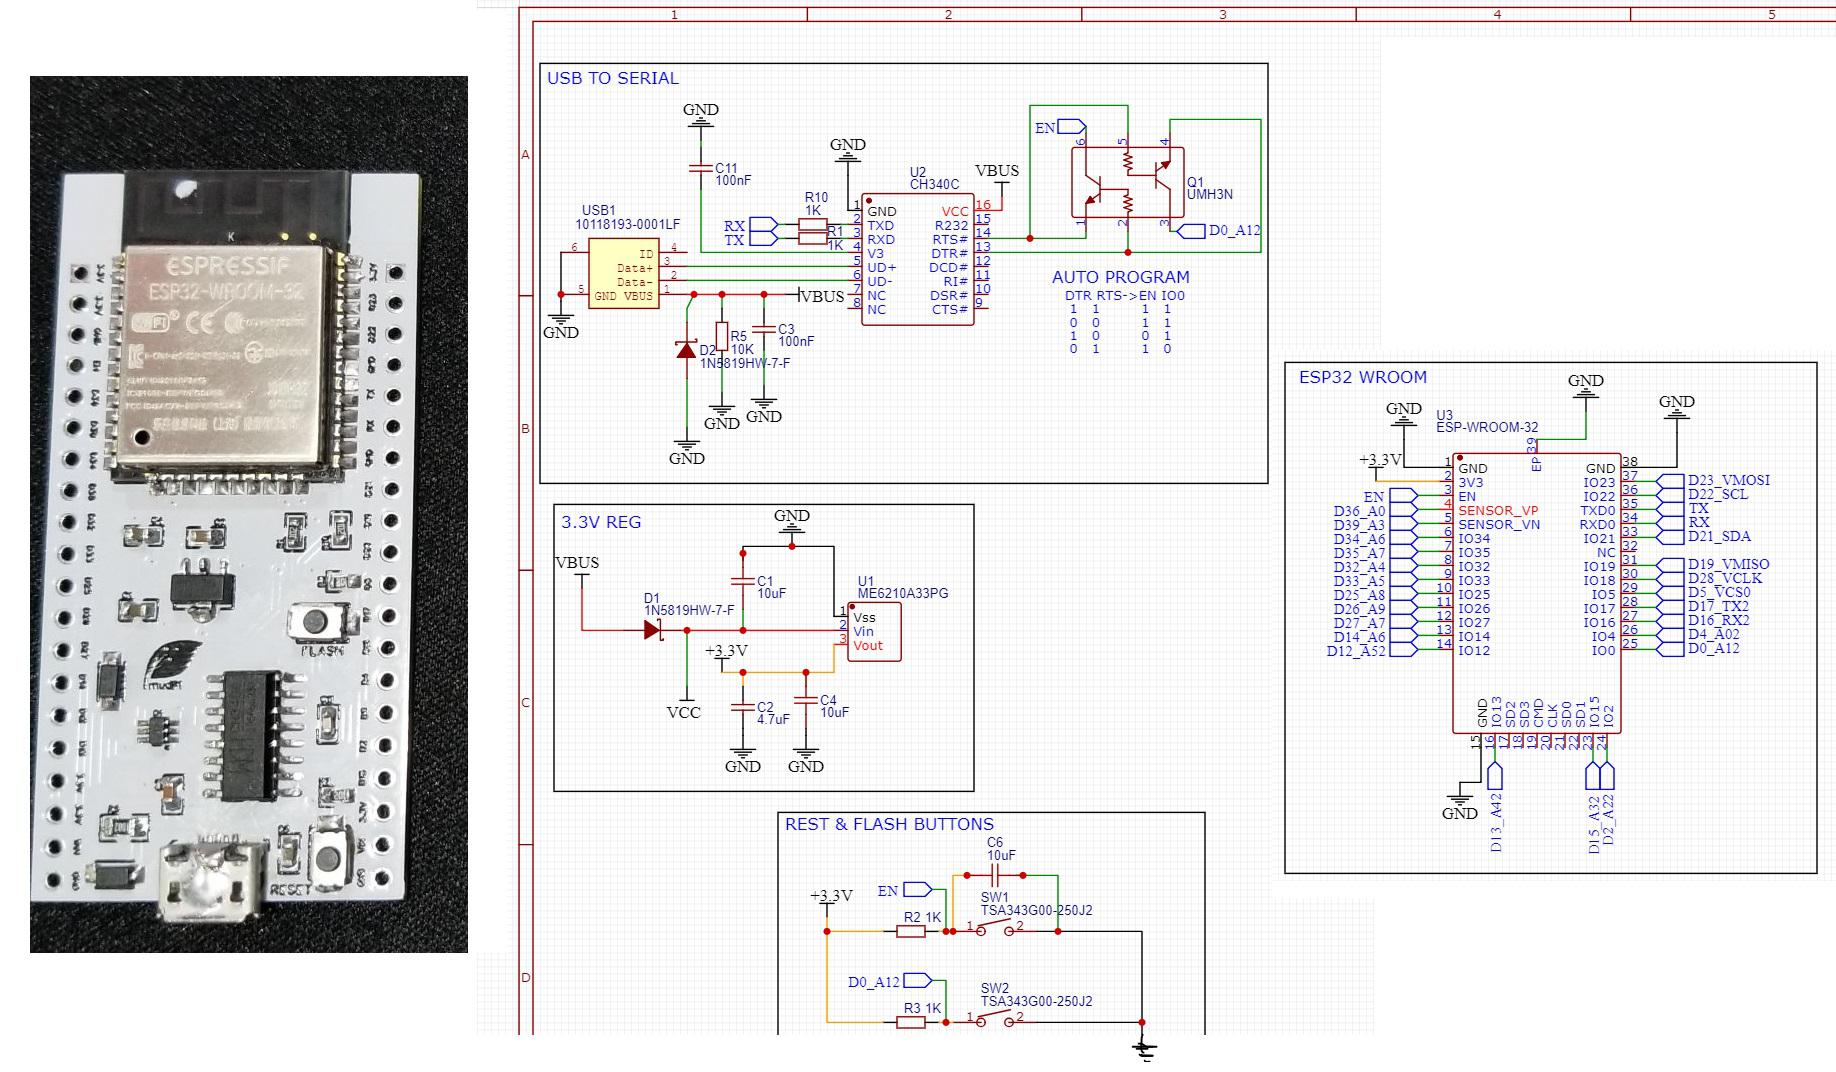 ESPRESSIF
ESP32-WROOM-32
FLASH
RESET
1
2
3
4
5
A
B
C
D
USB TO SERIAL
GND
C11
100nF
USB1
10118193-0001LF
6
5
ID
Data+
Data-
GND VBUS
4
3
2
1
GND
VBUS
D2
1N5819HW-7-F
R5
10K
C3
100nF
GND
GND
GND
RX
TX
R10
1K
R1
1K
GND
U2
CH340C
1 GND
2 TXD
3 RXD
4 V3
5 UD+
6 UD-
7 NC
8 NC
VCC 16
R232 15
RTS# 14
DTR# 13
DCD# 12
RI# 11
DSR# 10
CTS# 9
VBUS
EN
6
5
4
1
2
3
Q1
UMH3N
D0_A12
AUTO PROGRAM
DTR RTS->EN IO0
1 1 1 1
0 0 1 1
1 0 0 1
0 1 1 0
3.3V REG
GND
VBUS
C1
10uF
D1
1N5819HW-7-F
U1
ME6210A33PG
1 Vss
2 Vin
3 Vout
+3.3V
VCC
C2
4.7uF
C4
10uF
GND
GND
REST & FLASH BUTTONS
C6
10uF
EN
+3.3V
R2 1K
SW1
TSA343G00-250J2
1
2
D0_A12
R3 1K
SW2
TSA343G00-250J2
1
2
ESP32 WROOM
GND
GND
GND
U3
ESP-WROOM-32
+3.3V
EP 39
1 GND
2 3V3
EN 3 EN
D36_A0 4 SENSOR_VP
D39_A3 5 SENSOR_VN
D34_A6 6 IO34
D35_A7 7 IO35
D32_A4 8 IO32
D33_A5 9 IO33
D25_A8 10 IO25
D26_A9 11 IO26
D27_A7 12 IO27
D14_A6 13 IO14
D12_A52 14 IO12
GND 38
IO23 37 D23_VMOSI
IO22 36 D22_SCL
TXD0 35 TX
RXD0 34 RX
IO21 33 D21_SDA
NC 32
IO19 31 D19_VMISO
IO18 30 D28_VCLK
IO5 29 D5_VCS0
IO17 28 D17_TX2
IO16 27 D16_RX2
IO4 26 D4_A02
IO0 25 D0_A12
GND 15
IO13 16
SD2 17
SD3 18
CMD 19
CLK 20
SD0 21
SD1 22
IO15 23
IO2 24
GND
D13_A42
D15_A32
D2_A22